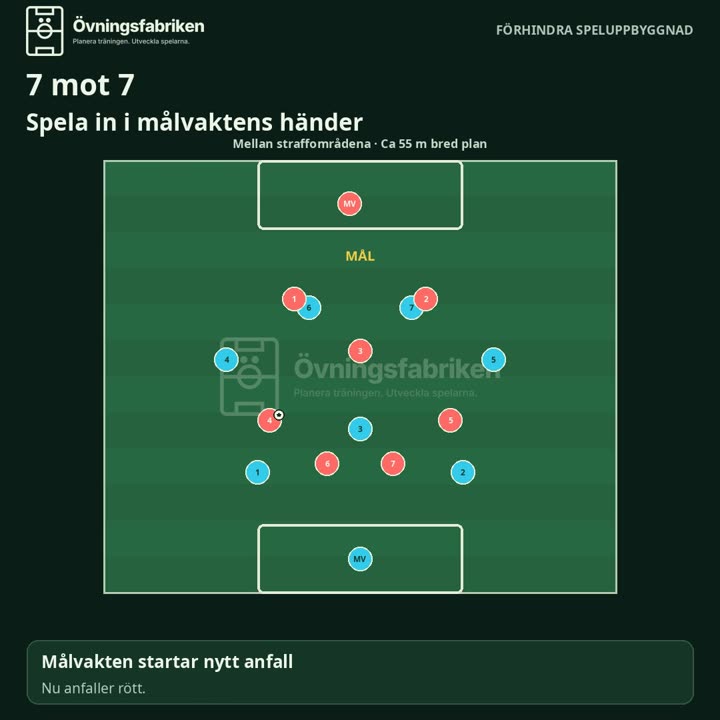 Övningsfabriken
Planera träningen. Utveckla spelarna.
FÖRHINDRA SPELUPPBYGGNAD
7 mot 7
Spela in i målvaktens händer
Mellan straffområdena · Ca 55 m bred plan
MV
MÅL
1
6
7
2
4
3
5
Övningsfabriken
Planera träningen. Utveckla spelarna.
4
3
5
1
6
7
2
MV
Målvakten startar nytt anfall
Nu anfaller rött.